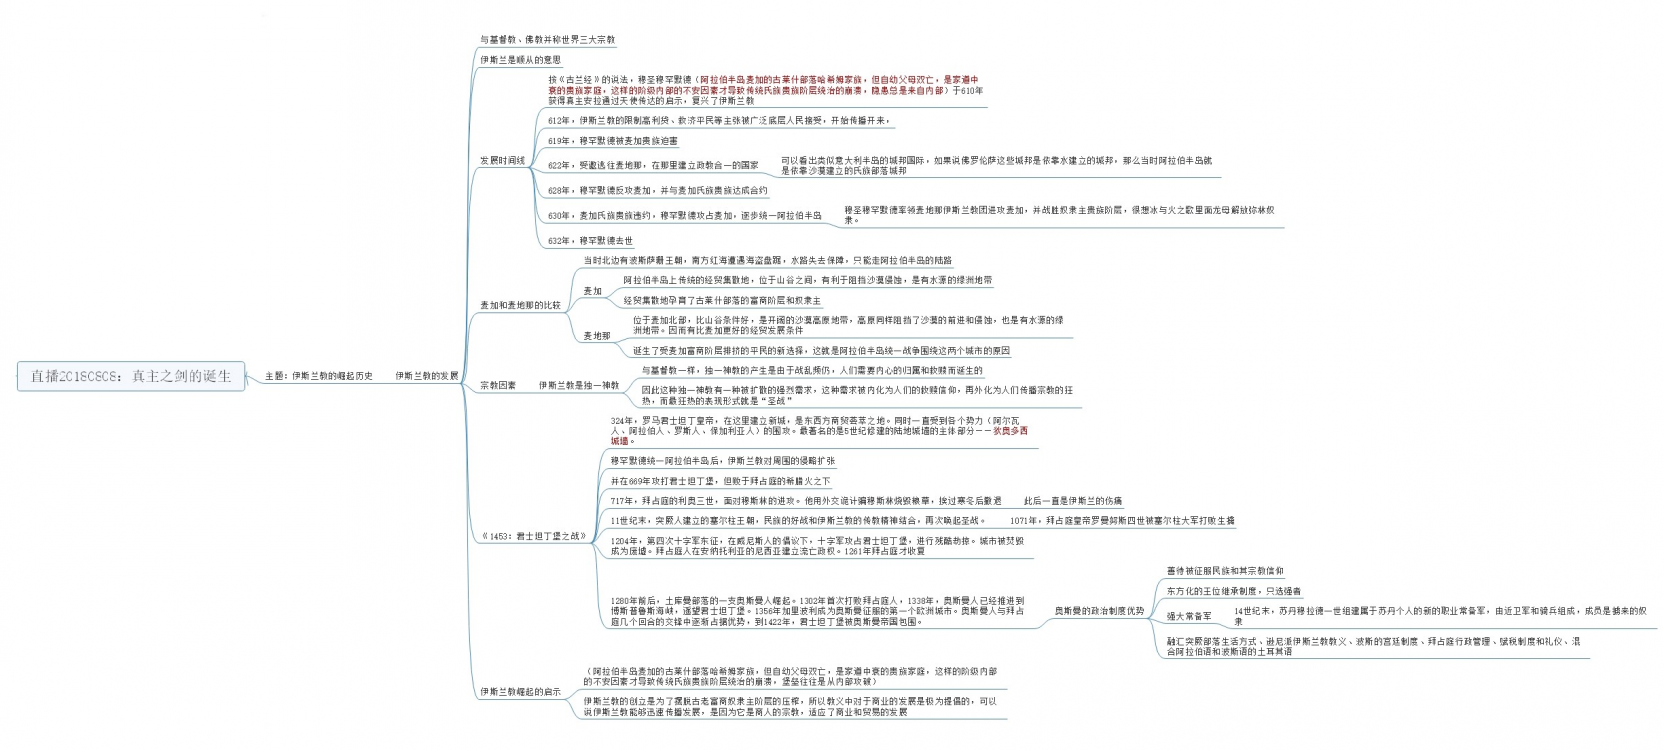 直播20180808：真主之剑的诞生
主题：伊斯兰教的崛起历史
伊斯兰教的发展
与基督教、佛教并称世界三大宗教
伊斯兰是顺从的意思
发展时间线
按《古兰经》的说法，穆圣穆罕默德（阿拉伯半岛麦加的古莱什部落哈希姆家族，但自幼父母双亡，是家道中
衰的贵族家庭，这样的阶级内部的不安因素才导致传统氏族贵族阶层统治的崩溃，隐患总是来自内部）于610年
获得真主安拉通过天使传达的启示，复兴了伊斯兰教
612年，伊斯兰教的限制高利贷、救济平民等主张被广泛底层人民接受，开始传播开来，
619年，穆罕默德被麦加贵族迫害
622年，受邀逃往麦地那，在那里建立政教合一的国家
可以看出类似意大利半岛的城邦国际，如果说佛罗伦萨这些城邦是依靠水建立的城邦，那么当时阿拉伯半岛就
是依靠沙漠建立的氏族部落城邦
628年，穆罕默德反攻麦加，并与麦加氏族贵族达成合约
630年，麦加氏族贵族违约，穆罕默德攻占麦加，逐步统一阿拉伯半岛
穆圣穆罕默德率领麦地那伊斯兰教团进攻麦加，并战胜奴隶主贵族阶层，很想冰与火之歌里面龙母解放弥林奴
隶。
632年，穆罕默德去世
麦加和麦地那的比较
当时北边有波斯萨珊王朝，南方红海遭遇海盗盘踞，水路失去保障，只能走阿拉伯半岛的陆路
麦加
阿拉伯半岛上传统的经贸集散地，位于山谷之间，有利于阻挡沙漠侵蚀，是有水源的绿洲地带
经贸集散地孕育了古莱什部落的富商阶层和奴隶主
麦地那
位于麦加北部，比山谷条件好，是开阔的沙漠高原地带，高原同样阻挡了沙漠的前进和侵蚀，也是有水源的绿
洲地带。因而有比麦加更好的经贸发展条件
诞生了受麦加富商阶层排挤的平民的新选择，这就是阿拉伯半岛统一战争围绕这两个城市的原因
宗教因素
伊斯兰教是独一神教
与基督教一样，独一神教的产生是由于战乱频仍，人们需要内心的归属和救赎而诞生的
因此这种独一神教有一种被扩散的强烈需求，这种需求被内化为人们的救赎信仰，再外化为人们传播宗教的狂
热，而最狂热的表现形式就是“圣战”
《1453：君士坦丁堡之战》
324年，罗马君士坦丁皇帝，在这里建立新城，是东西方商贸荟萃之地。同时一直受到各个势力（阿尔瓦
人、阿拉伯人、罗斯人、保加利亚人）的围攻。最著名的是5世纪修建的陆地城墙的主体部分——狄奥多西
城墙。
穆罕默德统一阿拉伯半岛后，伊斯兰教对周围的侵略扩张
并在669年攻打君士坦丁堡，但败于拜占庭的希腊火之下
717年，拜占庭的利奥三世，面对穆斯林的进攻。他用外交诡计骗穆斯林烧毁粮草，挨过寒冬后撤退
此后一直是伊斯兰的伤痛
11世纪末，突厥人建立的塞尔柱王朝，民族的好战和伊斯兰教的传教精神结合，再次唤起圣战。
1071年，拜占庭皇帝罗曼努斯四世被塞尔柱大军打败生擒
1204年，第四次十字军东征，在威尼斯人的倡议下，十字军攻占君士坦丁堡，进行残酷劫掠。城市被焚毁
成为废墟。拜占庭人在安纳托利亚的尼西亚建立流亡政权。1261年拜占庭才收复
1280年前后，土库曼部落的一支奥斯曼人崛起。1302年首次打败拜占庭人，1338年，奥斯曼人已经推进到
博斯普鲁斯海峡，遥望君士坦丁堡。1356年加里波利成为奥斯曼征服的第一个欧洲城市。奥斯曼人与拜占
庭几个回合的交锋中逐渐占据优势，到1422年，君士坦丁堡被奥斯曼帝国包围。
奥斯曼的政治制度优势
善待被征服民族和其宗教信仰
东方化的王位继承制度，只选强者
强大常备军
14世纪末，苏丹穆拉德一世组建属于苏丹个人的新的职业常备军，由近卫军和骑兵组成，成员是掳来的奴
隶
融汇突厥部落生活方式、逊尼派伊斯兰教教义、波斯的宫廷制度、拜占庭行政管理、赋税制度和礼仪、混
合阿拉伯语和波斯语的土耳其语
伊斯兰教崛起的启示
（阿拉伯半岛麦加的古莱什部落哈希姆家族，但自幼父母双亡，是家道中衰的贵族家庭，这样的阶级内部
的不安因素才导致传统氏族贵族阶层统治的崩溃，堡垒往往是从内部攻破）
伊斯兰教的创立是为了摆脱古老富商奴隶主阶层的压榨，所以教义中对于商业的发展是极为提倡的，可以
说伊斯兰教能够迅速传播发展，是因为它是商人的宗教，适应了商业和贸易的发展